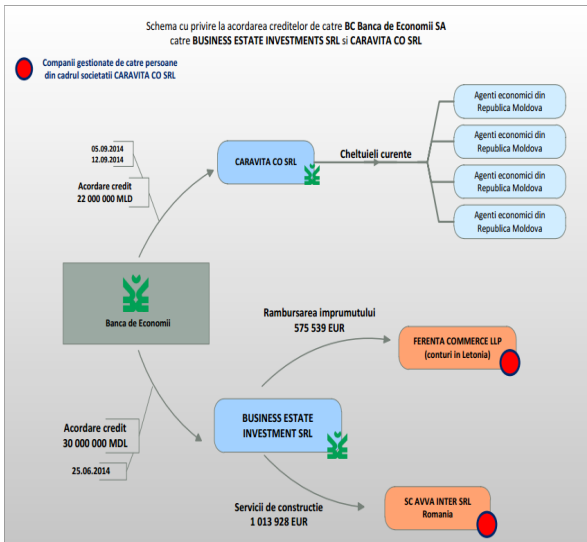 Schema cu privire la acordarea creditelor de catre BC Banca de Economii SA
catre BUSINESS ESTATE INVESTMENTS SRL si CARAVITA CO SRL
Companii gestionate de catre persoane
din cadrul societatii CARAVITA CO SRL
05.09.2014
12.09.2014
Acordare credit
22 000 000 MLD
CARAVITA CO SRL
Cheltuieli curente
Agenti economici din
Republica Moldova
Agenti economici din
Republica Moldova
Agenti economici din
Republica Moldova
Agenti economici din
Republica Moldova
Banca de Economii
Rambursarea imprumutului
575 539 EUR
FERENTA COMMERCE LLP
(conturi in Letonia)
Acordare credit
30 000 000 MDL
25.06.2014
BUSINESS ESTATE
INVESTMENT SRL
Servicii de constructie
1 013 928 EUR
SC AVVA INTER SRL
Romania